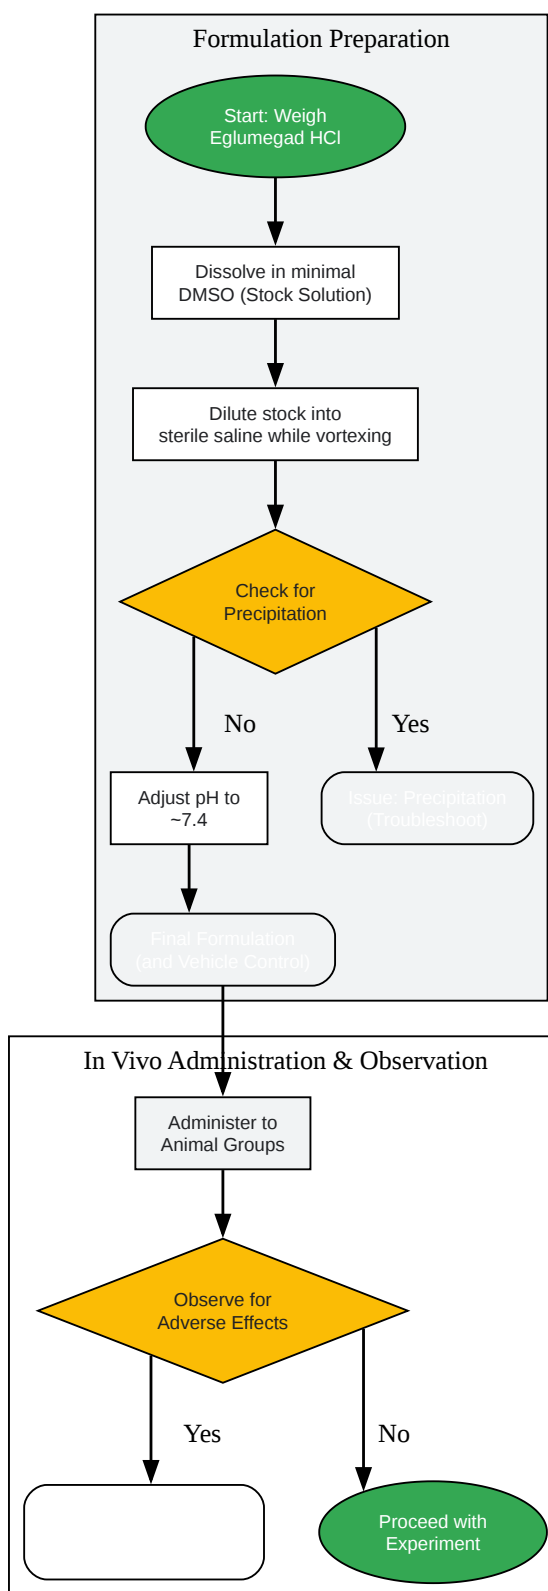 Formulation Preparation
Start: Weigh
Eglumegad HCl
Dissolve in minimal
DMSO (Stock Solution)
Dilute stock into
sterile saline while vortexing
Check for
Precipitation
No
Yes
Adjust pH to
~7.4
Issue: Precipitation
(Troubleshoot)
Final Formulation
(and Vehicle Control)
In Vivo Administration & Observation
Administer to
Animal Groups
Observe for
Adverse Effects
Yes
No
Proceed with
Experiment